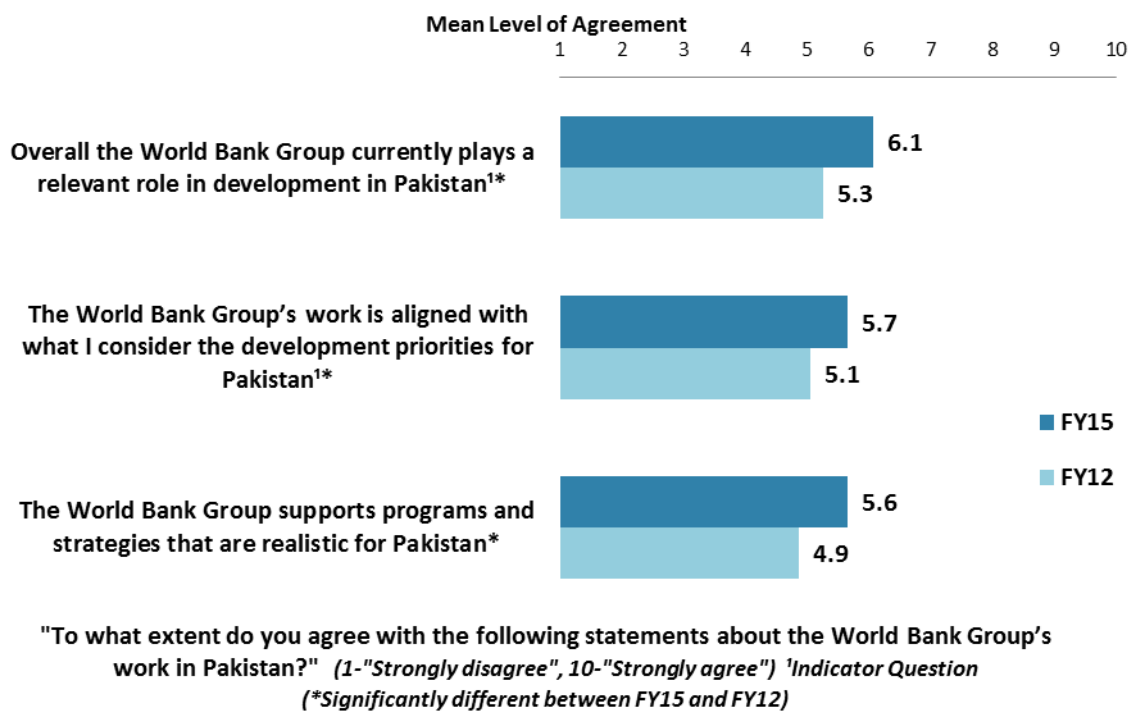 Mean Level of Agreement
1 2 3 4 5 6 7 8 9 10
Overall the World Bank Group currently plays a
relevant role in development in Pakistan¹*
6.1
5.3
The World Bank Group’s work is aligned with
what I consider the development priorities for
Pakistan¹*
5.7
5.1
FY15
FY12
The World Bank Group supports programs and
strategies that are realistic for Pakistan*
5.6
4.9
"To what extent do you agree with the following statements about the World Bank Group’s
work in Pakistan?" (1-"Strongly disagree", 10-"Strongly agree") ¹Indicator Question
(*Significantly different between FY15 and FY12)